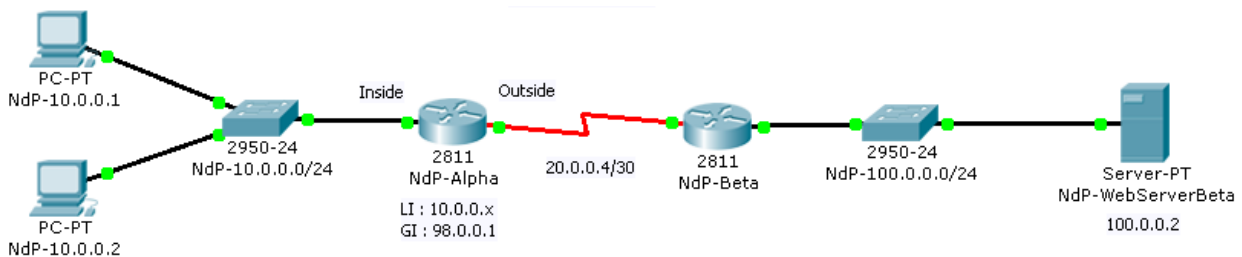 PC-PT
NdP-10.0.0.1
PC-PT
NdP-10.0.0.2
2950-24
NdP-10.0.0.0/24
Inside
Outside
2811
NdP-Alpha
LI : 10.0.0.x
GI : 98.0.0.1
20.0.0.4/30
2811
NdP-Beta
2950-24
NdP-100.0.0.0/24
Server-PT
NdP-WebServerBeta
100.0.0.2